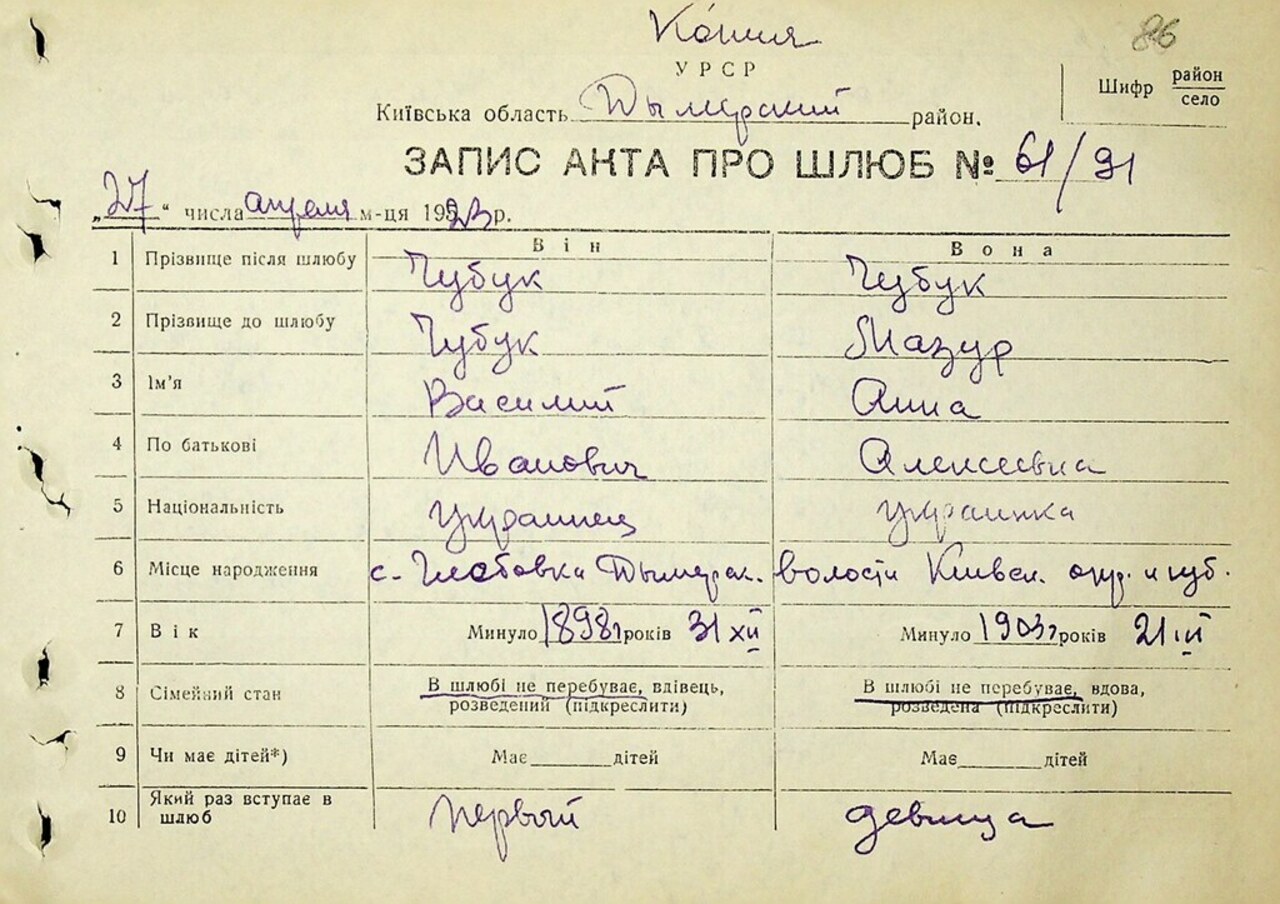 Копия
86
УРСР
Шифр район
село
Київська область Дымерский район.
ЗАПИС АКТА ПРО ШЛЮБ № 61/91
„27" числа апреля м-ця 1923 р.
Він Вона
1 Прізвище після шлюбу Чубук Чубук
2 Прізвище до шлюбу Чубук Мазур
3 Ім'я Василий Анна
4 По батькові Иванович Алексеевна
5 Національність украинец украинка
6 Місце народження с. Глебовка Дымерск. волости Киевск. окр. и губ.
7 Вік Минуло 1898г років 31 XII Минуло 1903г років 21
8 Сімейний стан В шлюбі не перебуває, вдівець, В шлюбі не перебуває, вдова,
розведений (підкреслити) розведена (підкреслити)
9 Чи має дітей*) Має дітей Має дітей
10 Який раз вступає в шлюб первый девица